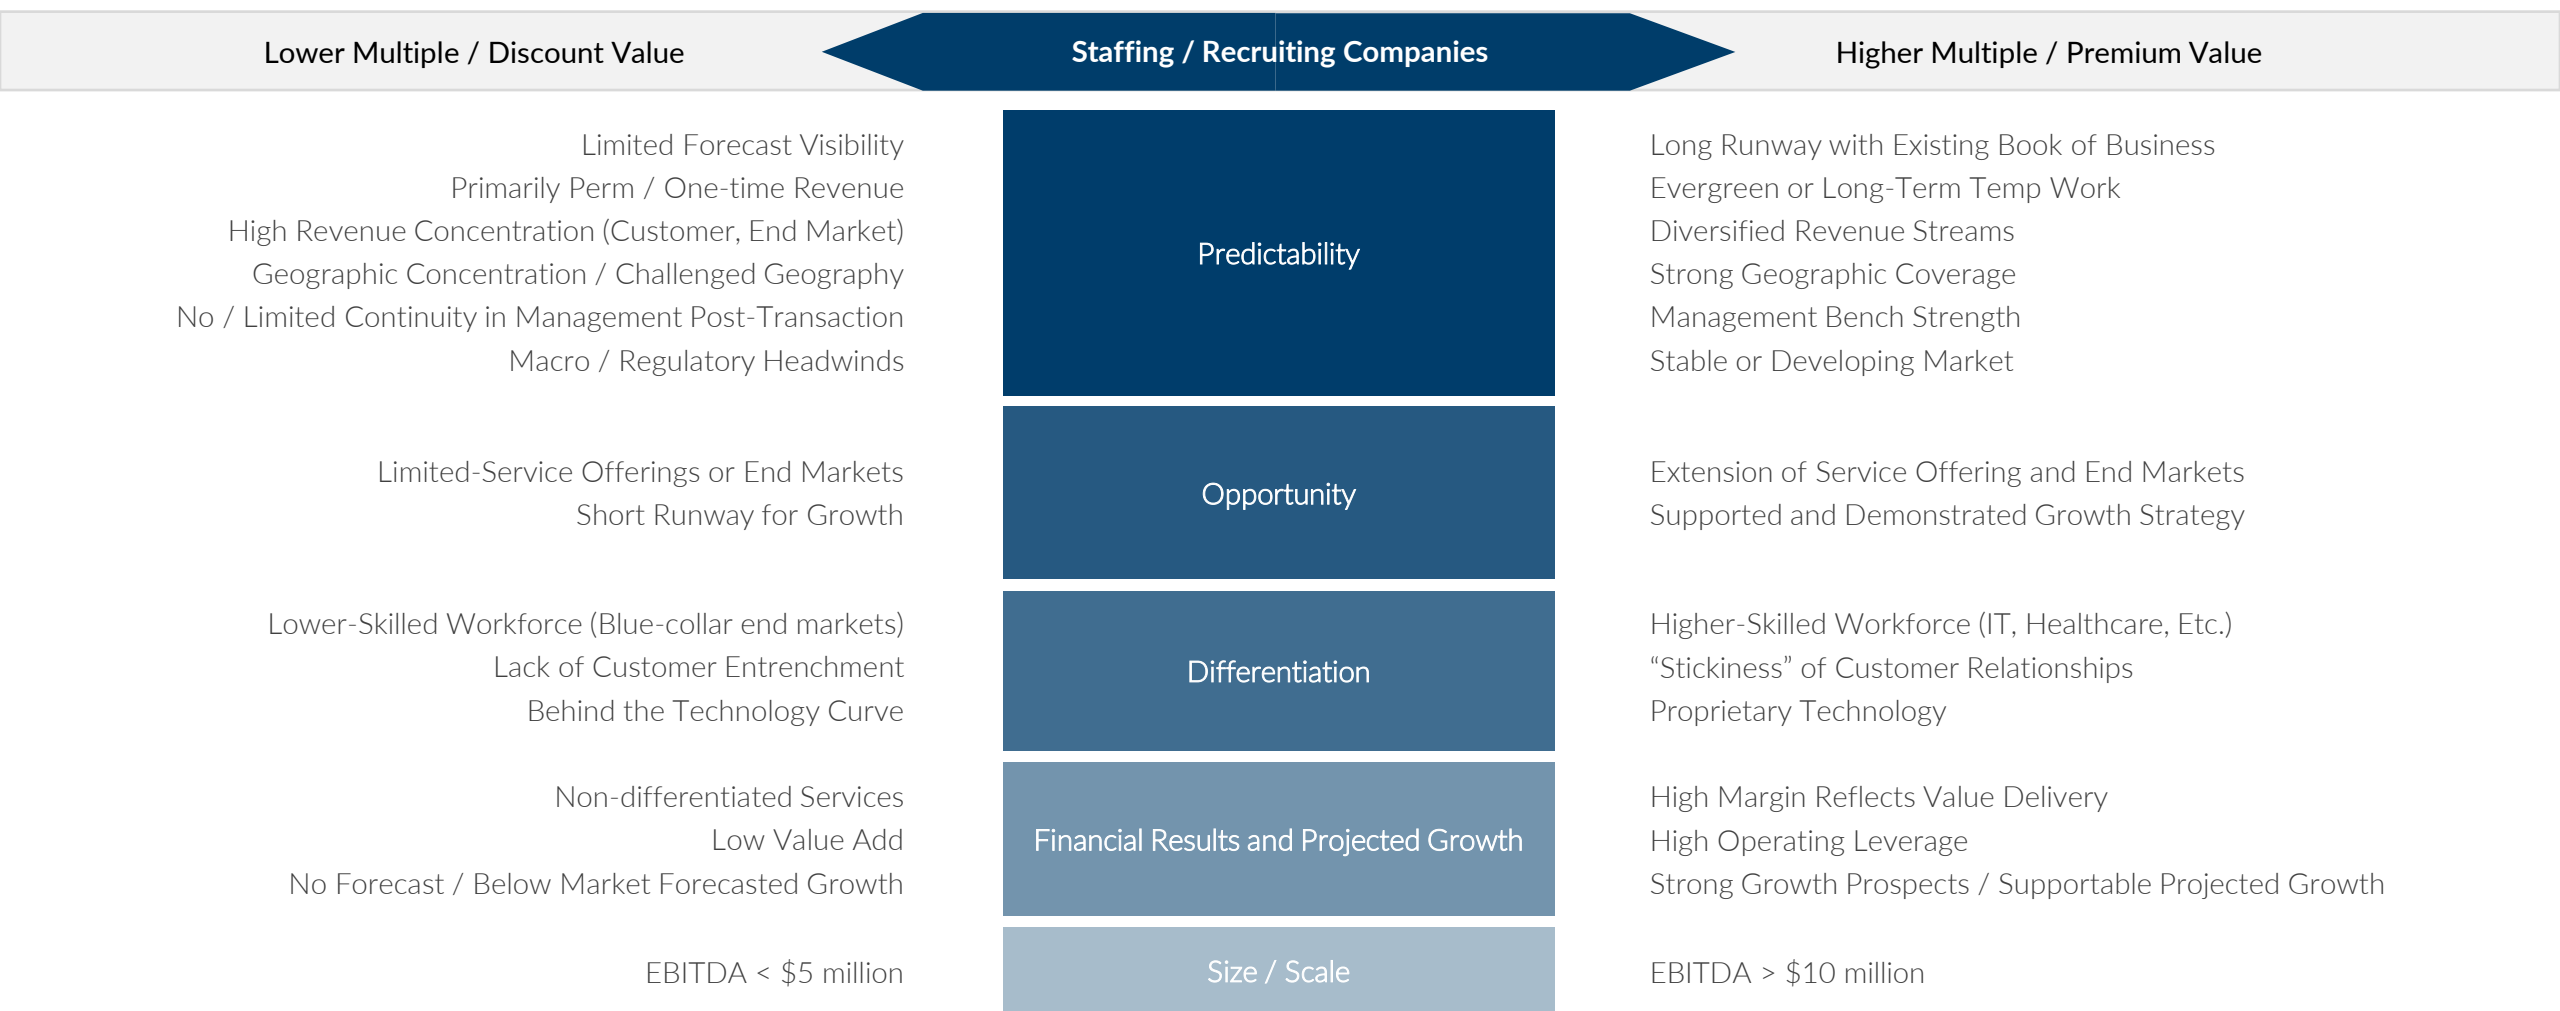 Lower Multiple / Discount Value
Staffing / Recruiting Companies
Higher Multiple / Premium Value
Limited Forecast Visibility
Primarily Perm / One-time Revenue
High Revenue Concentration (Customer, End Market)
Geographic Concentration / Challenged Geography
No / Limited Continuity in Management Post-Transaction
Macro / Regulatory Headwinds
Predictability
Long Runway with Existing Book of Business
Evergreen or Long-Term Temp Work
Diversified Revenue Streams
Strong Geographic Coverage
Management Bench Strength
Stable or Developing Market
Limited-Service Offerings or End Markets
Short Runway for Growth
Opportunity
Extension of Service Offering and End Markets
Supported and Demonstrated Growth Strategy
Lower-Skilled Workforce (Blue-collar end markets)
Lack of Customer Entrenchment
Behind the Technology Curve
Differentiation
Higher-Skilled Workforce (IT, Healthcare, Etc.)
“Stickiness” of Customer Relationships
Proprietary Technology
Non-differentiated Services
Low Value Add
No Forecast / Below Market Forecasted Growth
Financial Results and Projected Growth
High Margin Reflects Value Delivery
High Operating Leverage
Strong Growth Prospects / Supportable Projected Growth
EBITDA < $5 million
Size / Scale
EBITDA > $10 million